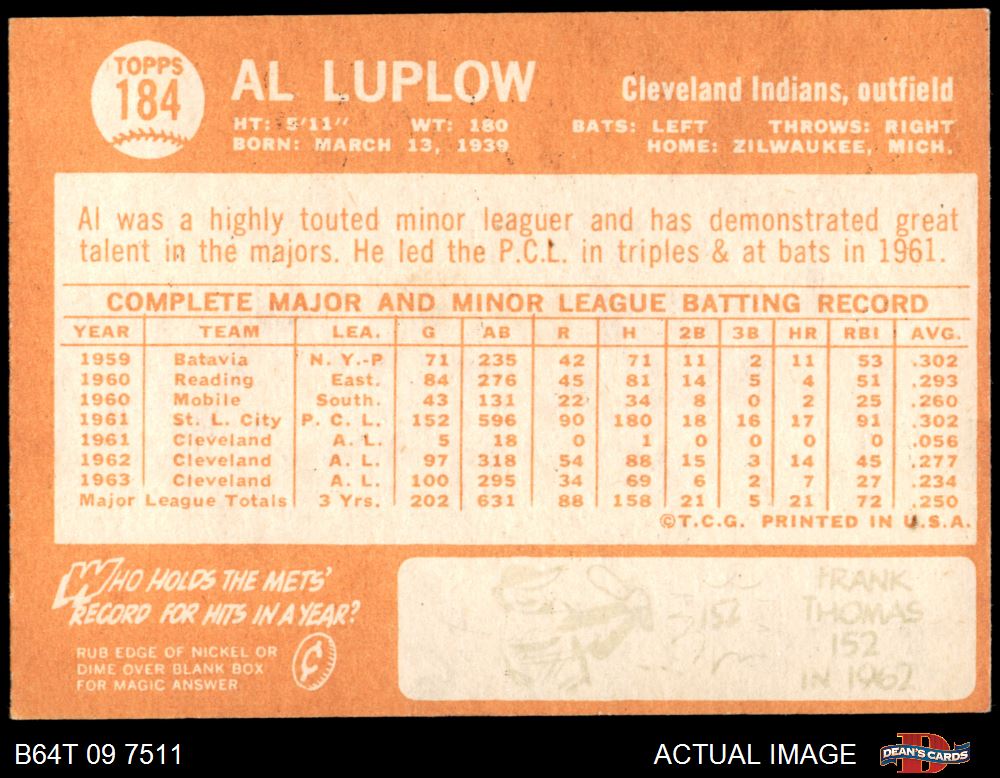 TOPPS
184
AL LUPLOW
Cleveland Indians, outfield
HT: 5'11" WT: 180 BATS: LEFT THROWS: RIGHT
BORN: MARCH 13, 1939 HOME: ZILWAUKEE, MICH.
Al was a highly touted minor leaguer and has demonstrated great
talent in the majors. He led the P.C.L. in triples & at bats in 1961.
COMPLETE MAJOR AND MINOR LEAGUE BATTING RECORD
YEAR TEAM LEA. G AB R H 2B 3B HR RBI AVG.
1959 Batavia N. Y.-P 71 235 42 71 11 2 11 53 .302
1960 Reading East. 84 276 45 81 14 5 4 51 .293
1960 Mobile South. 43 131 22 34 8 0 2 25 .260
1961 St. L. City P. C. L. 152 596 90 180 18 16 17 91 .302
1961 Cleveland A. L. 5 18 0 1 0 0 0 0 .056
1962 Cleveland A. L. 97 318 54 88 15 3 14 45 .277
1963 Cleveland A. L. 100 295 34 69 6 2 7 27 .234
Major League Totals 3 Yrs. 202 631 88 158 21 5 21 72 .250
©T.C.G. PRINTED IN U.S.A.
WHO HOLDS THE METS'
RECORD FOR HITS IN A YEAR?
RUB EDGE OF NICKEL OR
DIME OVER BLANK BOX
FOR MAGIC ANSWER
¢
152
FRANK
THOMAS
152
IN 1962
B64T 09 7511
ACTUAL IMAGE
DEAN'S CARDS